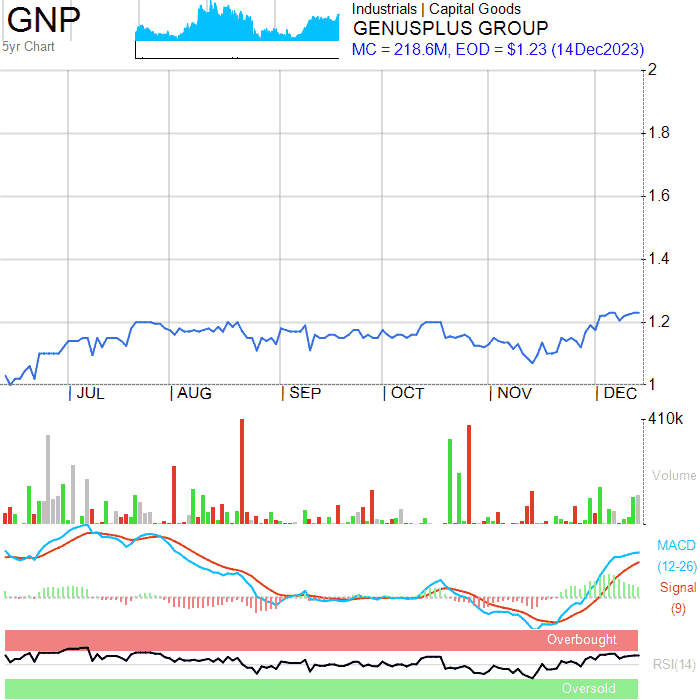 GNP
5yr Chart
Industrials | Capital Goods
GENUSPLUS GROUP
MC = 218.6M, EOD = $1.23 (14Dec2023)
2
1.8
1.6
1.4
1.2
1
JUL AUG SEP OCT NOV DEC
410k
Volume
MACD
(12-26)
Signal
(9)
Overbought
RSI(14)
Oversold